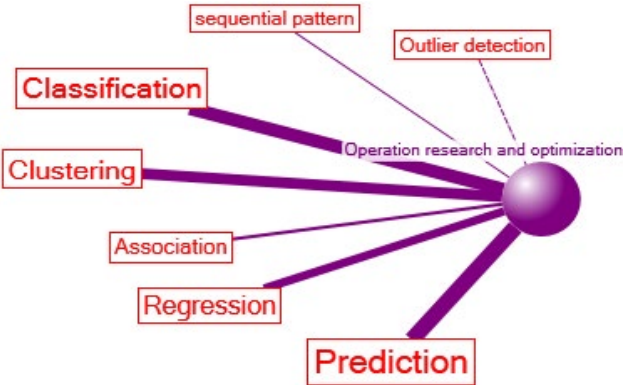 sequential pattern
Outlier detection
Classification
Operation research and optimization
Clustering
Association
Regression
Prediction